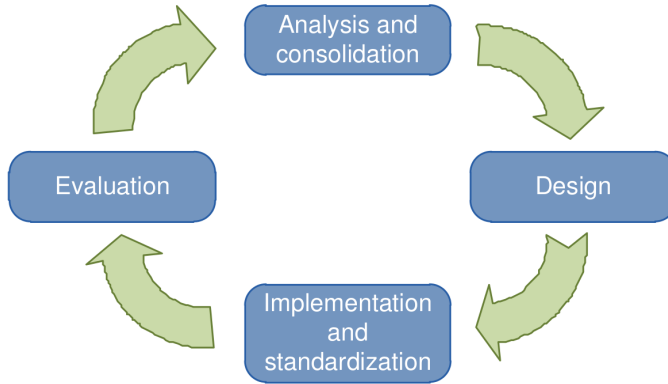 Analysis and
consolidation
Evaluation
Design
Implementation
and
standardization